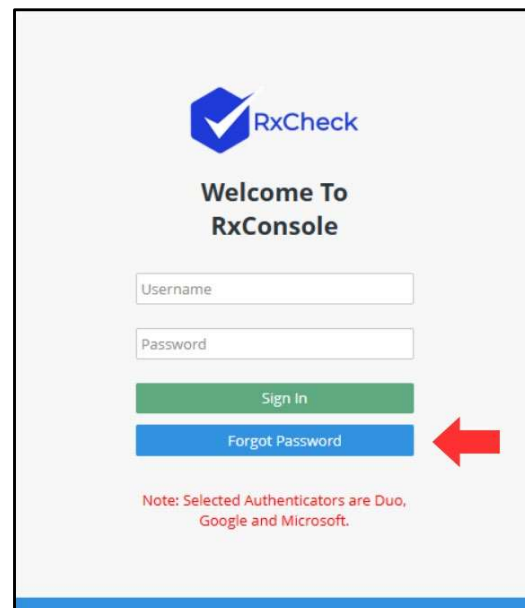 RxCheck
Welcome To
RxConsole
Username
Password
Sign In
Forgot Password
Note: Selected Authenticators are Duo,
Google and Microsoft.